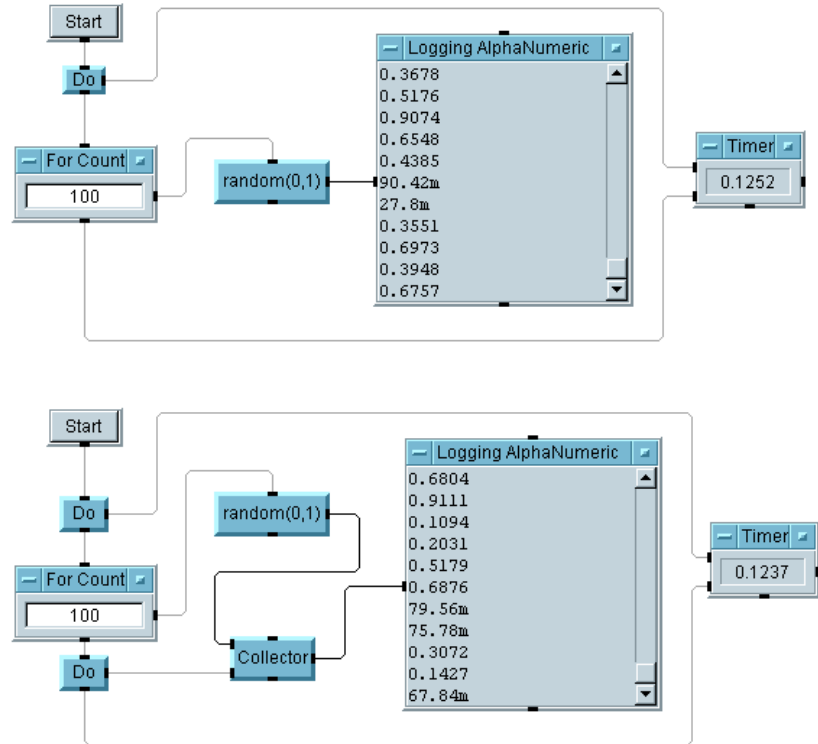 Start
Do
Logging AlphaNumeric
0.3678
0.5176
0.9074
0.6548
0.4385
90.42m
27.8m
0.3551
0.6973
0.3948
0.6757
For Count
100
random(0,1)
Timer
0.1252
Start
Do
For Count
100
Do
random(0,1)
Collector
Logging AlphaNumeric
0.6804
0.9111
0.1094
0.2031
0.5179
0.6876
79.56m
75.78m
0.3072
0.1427
67.84m
Timer
0.1237